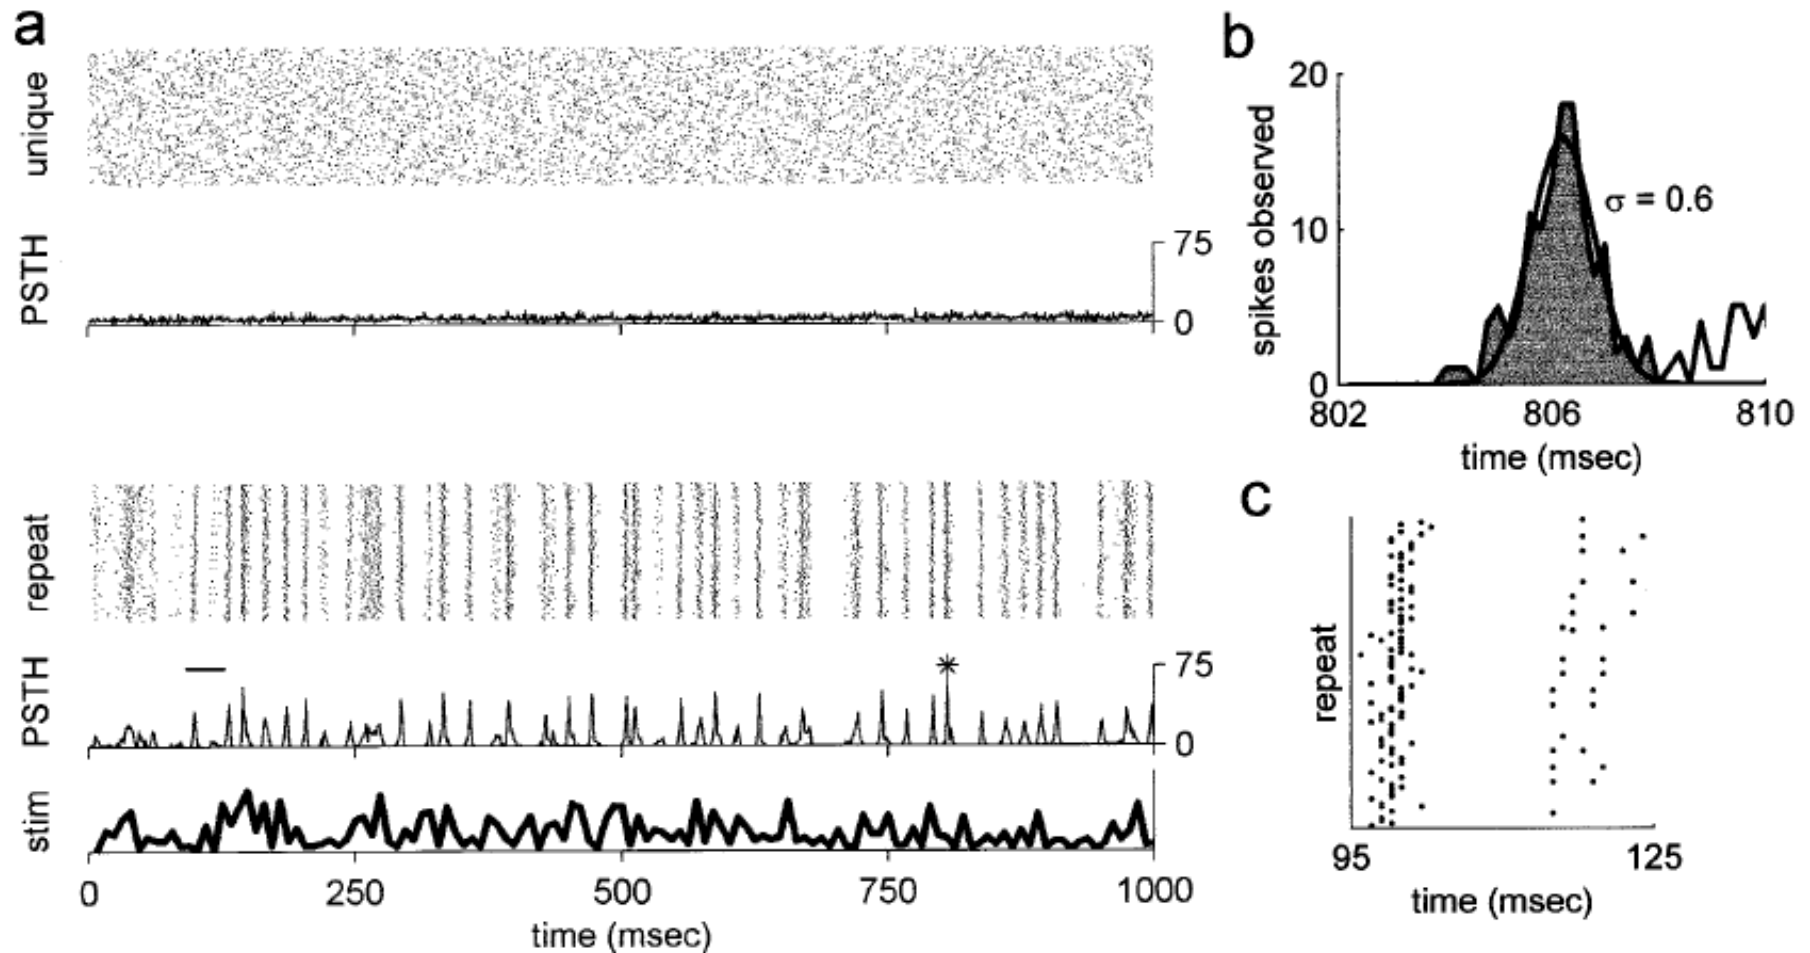 a
unique
PSTH
75
0
repeat
PSTH
75
0
stim
0 250 500 750 1000
time (msec)
b
spikes observed
20
10
0
σ = 0.6
802 806 810
time (msec)
c
repeat
95 125
time (msec)